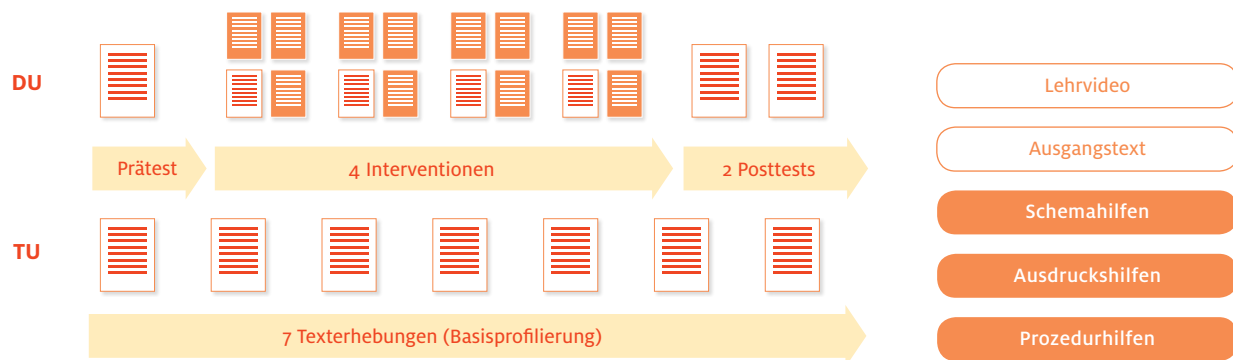 DU
Prätest
4 Interventionen
2 Posttests
TU
7 Texterhebungen (Basisprofilierung)
Lehrvideo
Ausgangstext
Schemahilfen
Ausdruckshilfen
Prozedurhilfen